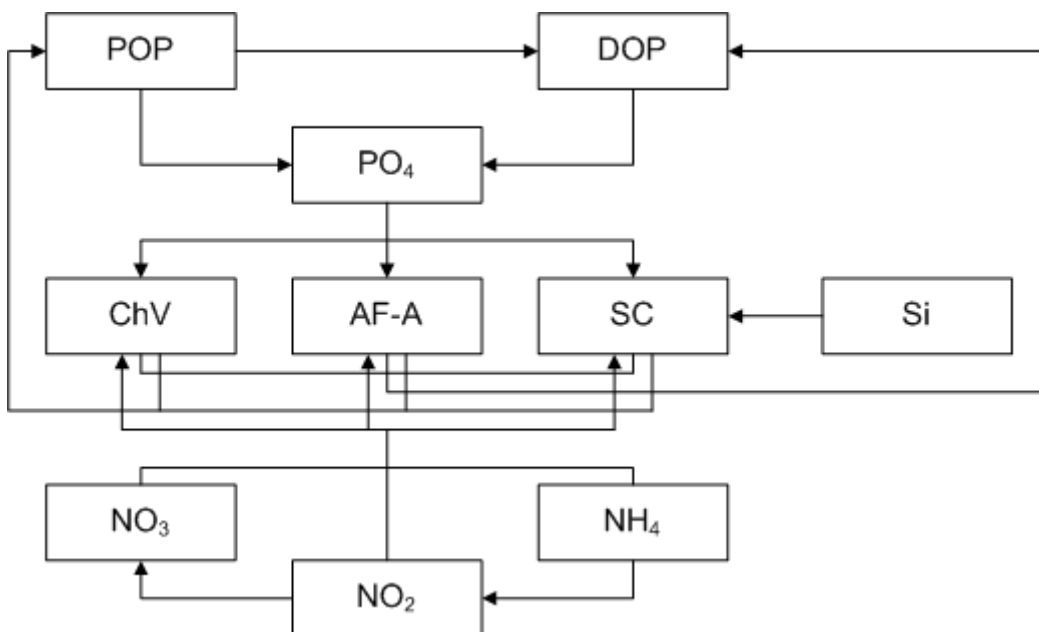 POP
DOP
PO₄
ChV
AF-A
SC
Si
NO₃
NH₄
NO₂